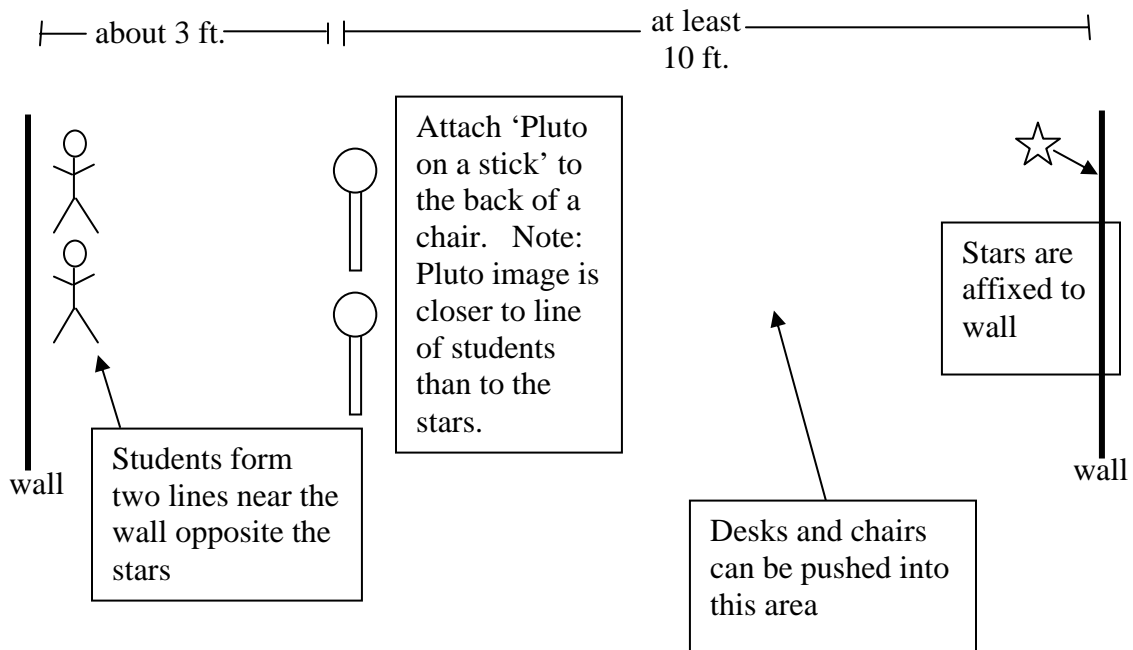 about 3 ft.
at least
10 ft.
Attach ‘Pluto
on a stick’ to
the back of a
chair.   Note:
Pluto image is
closer to line
of students
than to the
stars.
Stars are
affixed to
wall
wall
Students form
two lines near the
wall opposite the
stars
wall
Desks and chairs
can be pushed into
this area